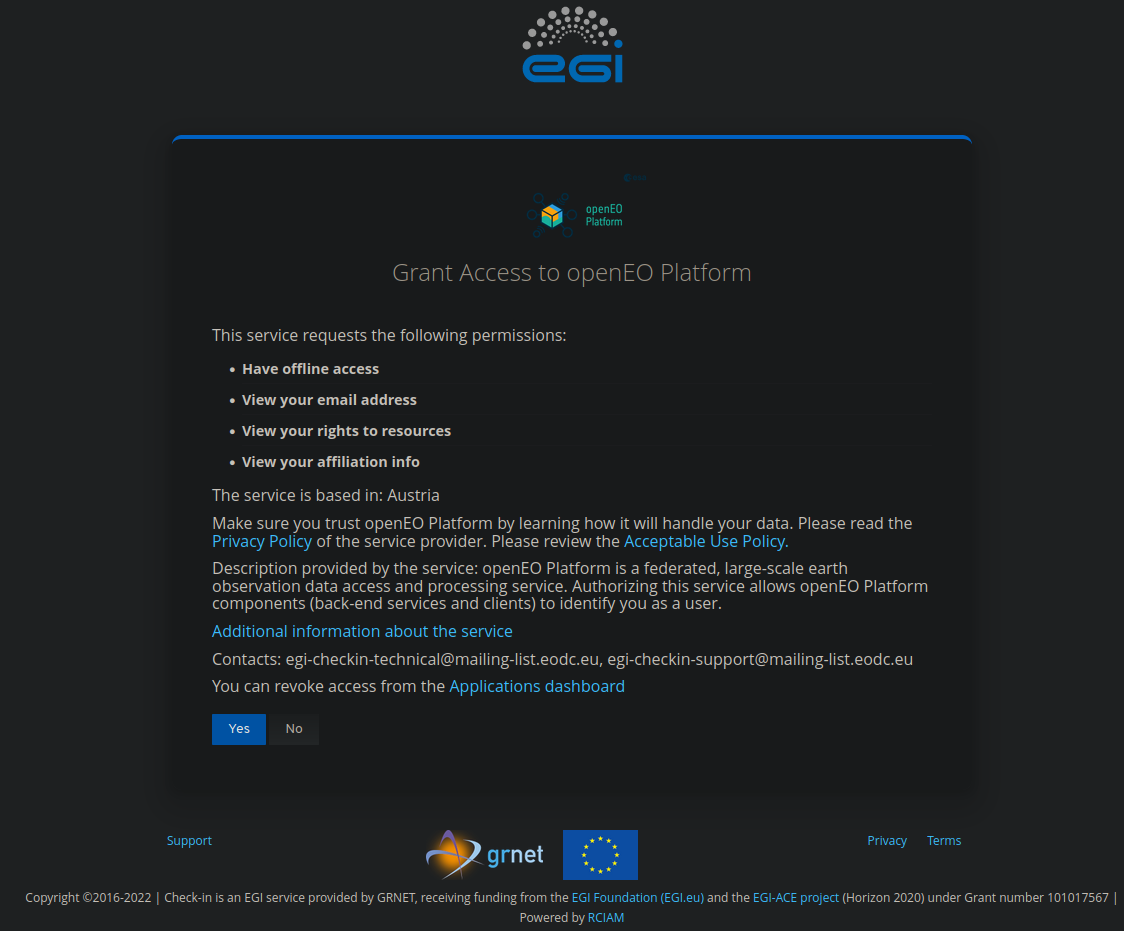 egi
openEO
Platform
Grant Access to openEO Platform
This service requests the following permissions:
• Have offline access
• View your email address
• View your rights to resources
• View your affiliation info
The service is based in: Austria
Make sure you trust openEO Platform by learning how it will handle your data. Please read the
Privacy Policy of the service provider. Please review the Acceptable Use Policy.
Description provided by the service: openEO Platform is a federated, large-scale earth
observation data access and processing service. Authorizing this service allows openEO Platform
components (back-end services and clients) to identify you as a user.
Additional information about the service
Contacts: egi-checkin-technical@mailing-list.eodc.eu, egi-checkin-support@mailing-list.eodc.eu
You can revoke access from the Applications dashboard
Yes No
Support grnet Privacy Terms
Copyright ©2016-2022 | Check-in is an EGI service provided by GRNET, receiving funding from the EGI Foundation (EGI.eu) and the EGI-ACE project (Horizon 2020) under Grant number 101017567 |
Powered by RCIAM